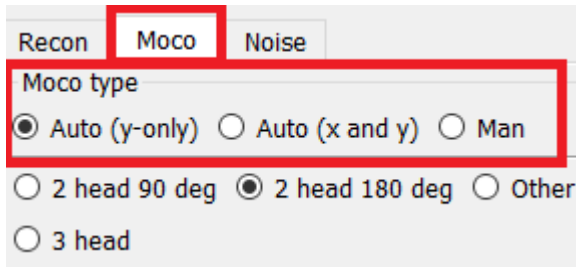 Recon Moco Noise
Moco type
Auto (y-only) Auto (x and y) Man
2 head 90 deg 2 head 180 deg Other
3 head